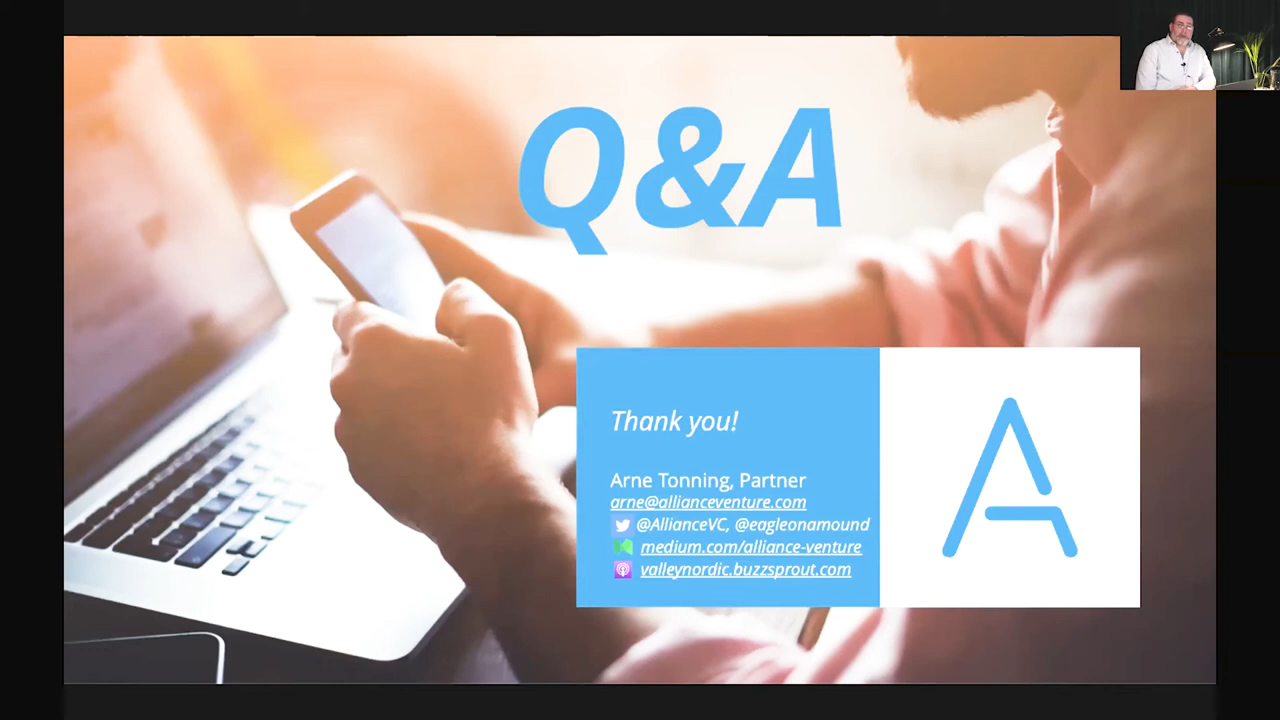 Q&A
Thank you!
Arne Tonning, Partner
arne@allianceventure.com
@AllianceVC, @eagleonamound
medium.com/alliance-venture
valleynordic.buzzsprout.com